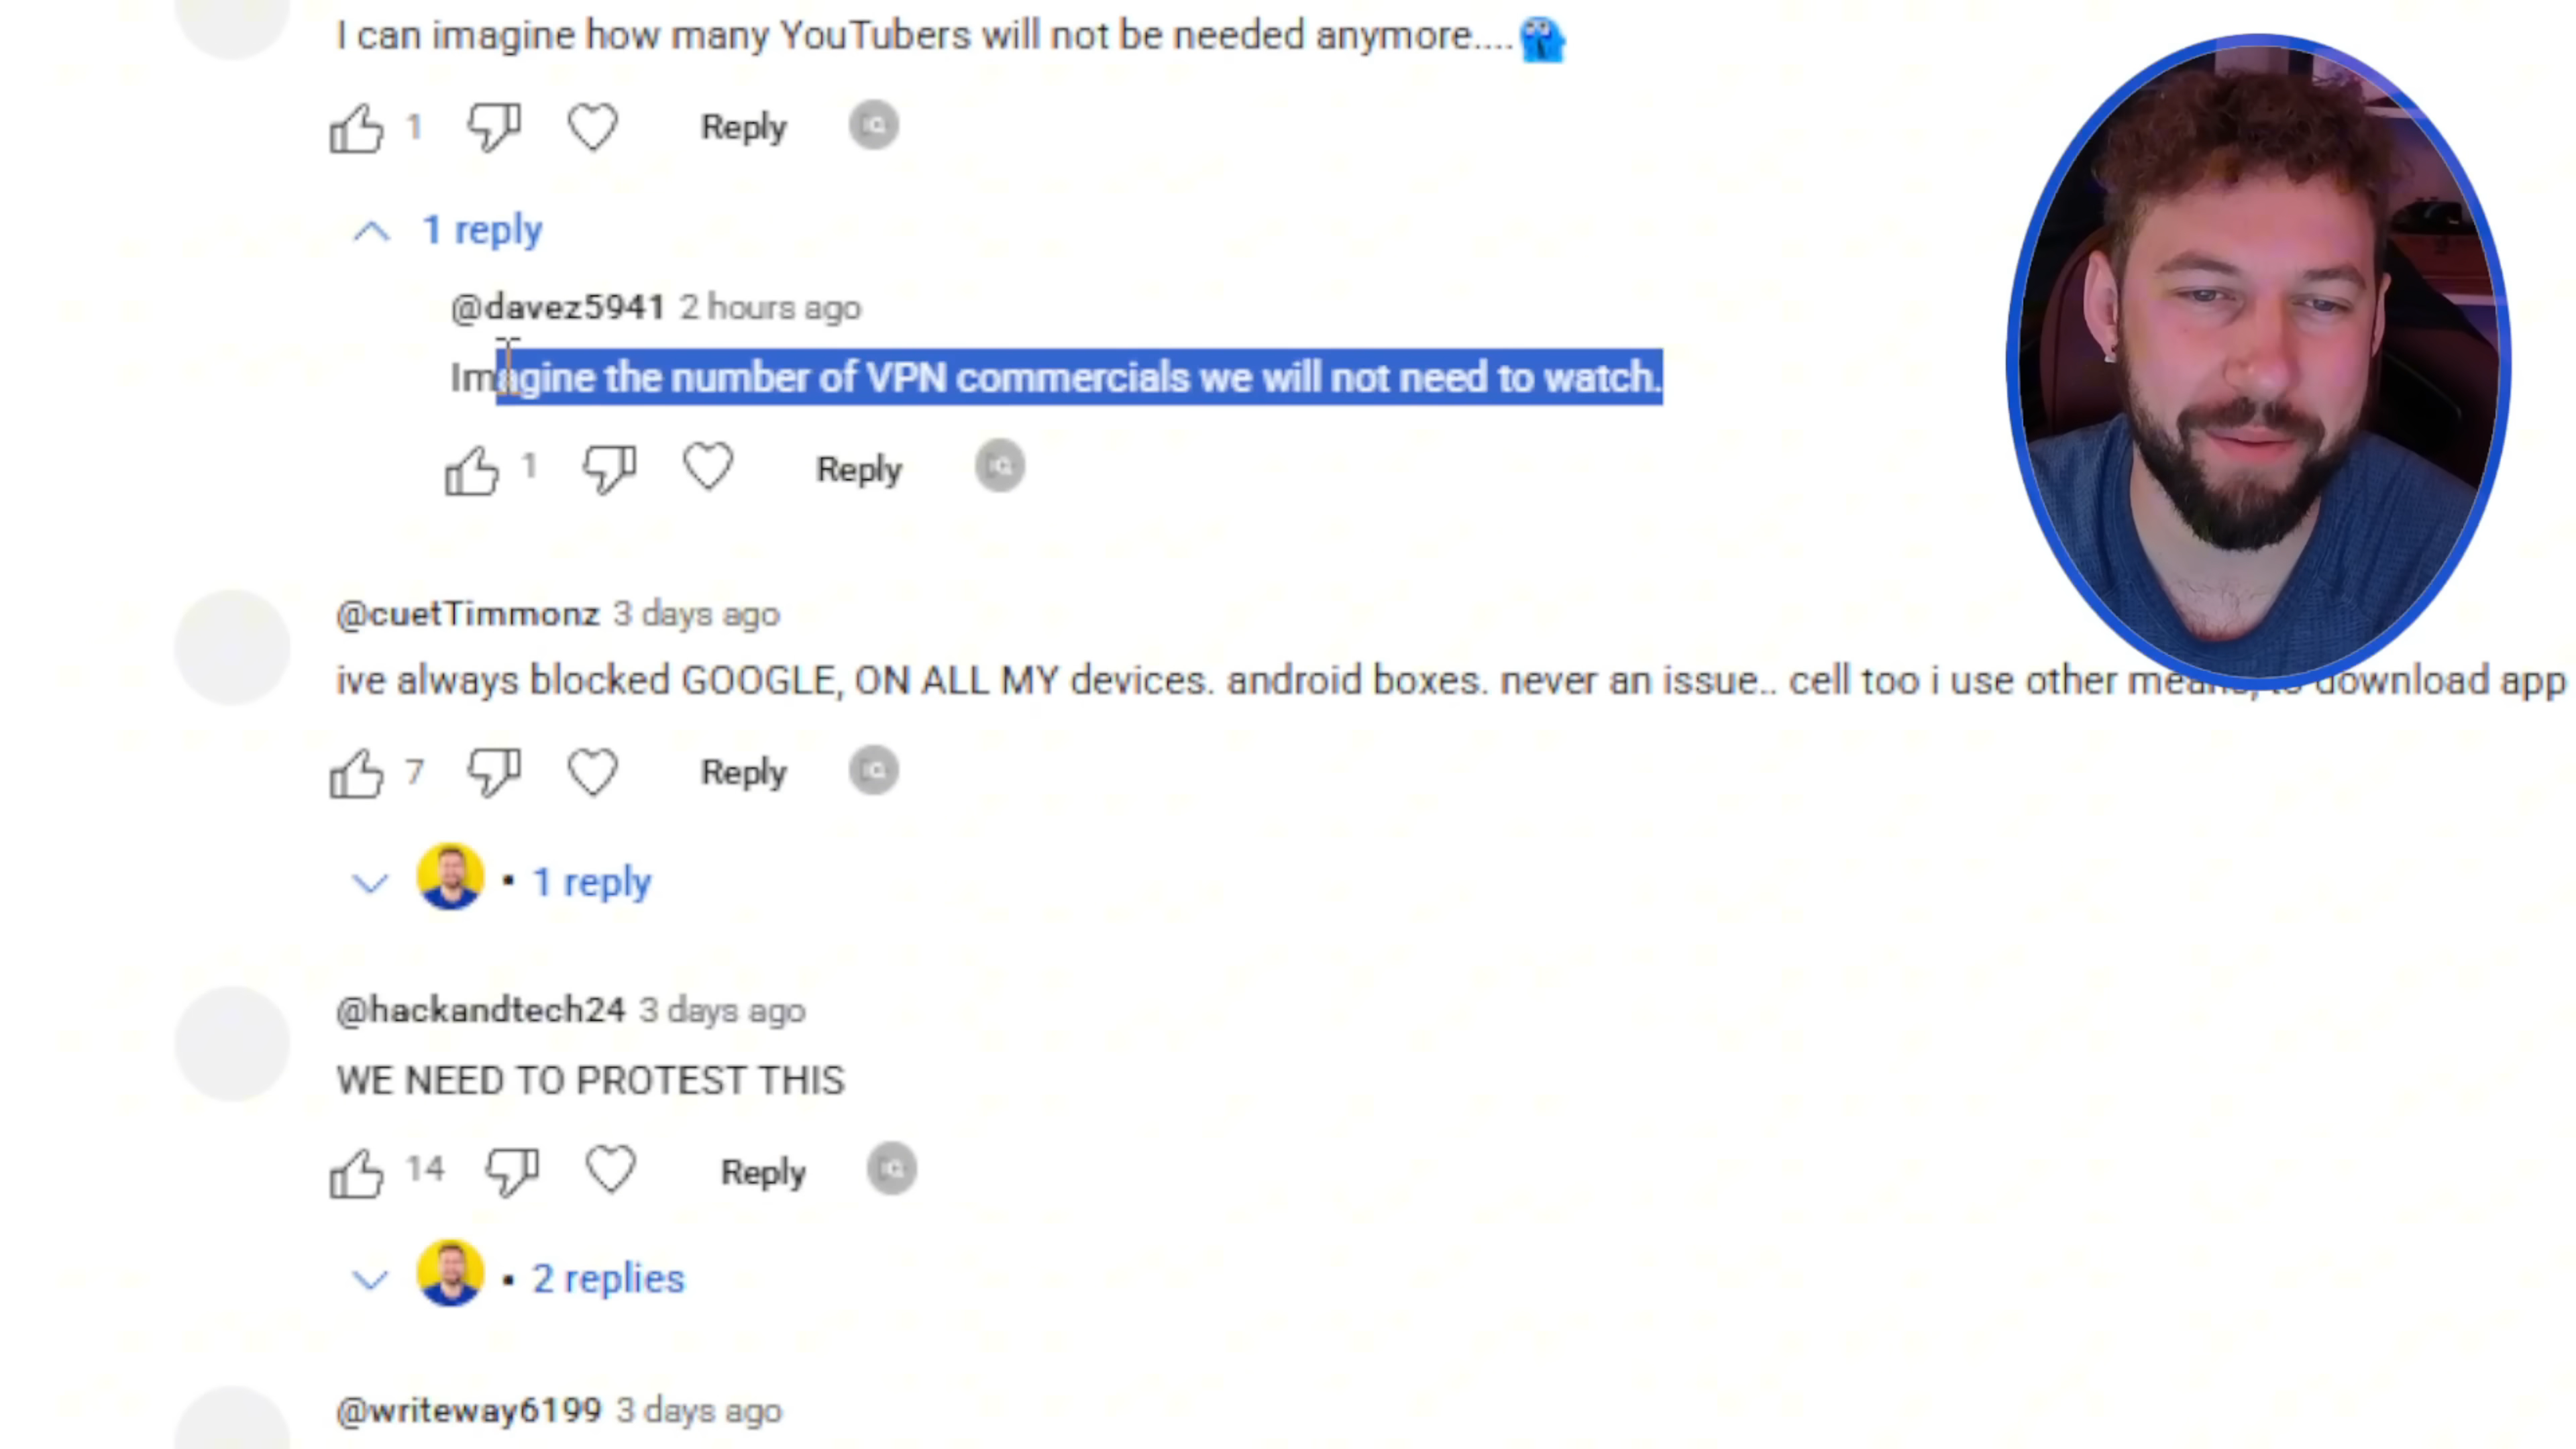 I can imagine how many YouTubers will not be needed anymore....
1
Reply
1 reply
@davez5941 2 hours ago
Imagine the number of VPN commercials we will not need to watch.
1
Reply
@cuetTimmonz 3 days ago
ive always blocked GOOGLE, ON ALL MY devices. android boxes. never an issue.. cell too i use other means, to download app
7
Reply
· 1 reply
@hackandtech24 3 days ago
WE NEED TO PROTEST THIS
14
Reply
· 2 replies
@writeway6199 3 days ago